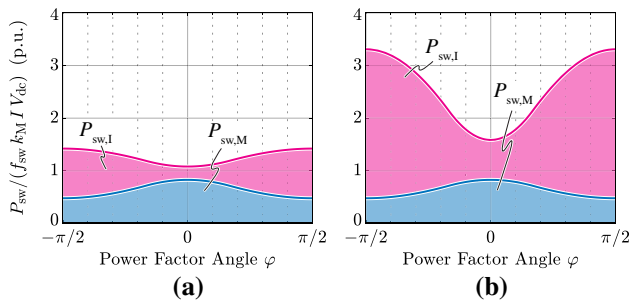 P_sw/(f_sw k_M I V_dc) (p.u.)
4
3
2
1
0
P_sw,I
P_sw,M
−π/2
0
π/2
Power Factor Angle φ
(a)
4
3
2
1
0
P_sw,I
P_sw,M
−π/2
0
π/2
Power Factor Angle φ
(b)